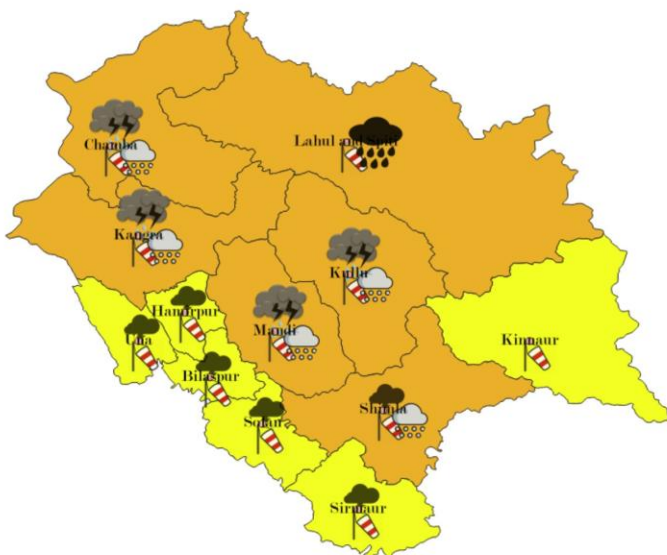 Chamba
Lahul and Spiti
Kangra
Kullu
Hamirpur
Mandi
Una
Kinnaur
Bilaspur
Shimla
Solan
Sirmaur